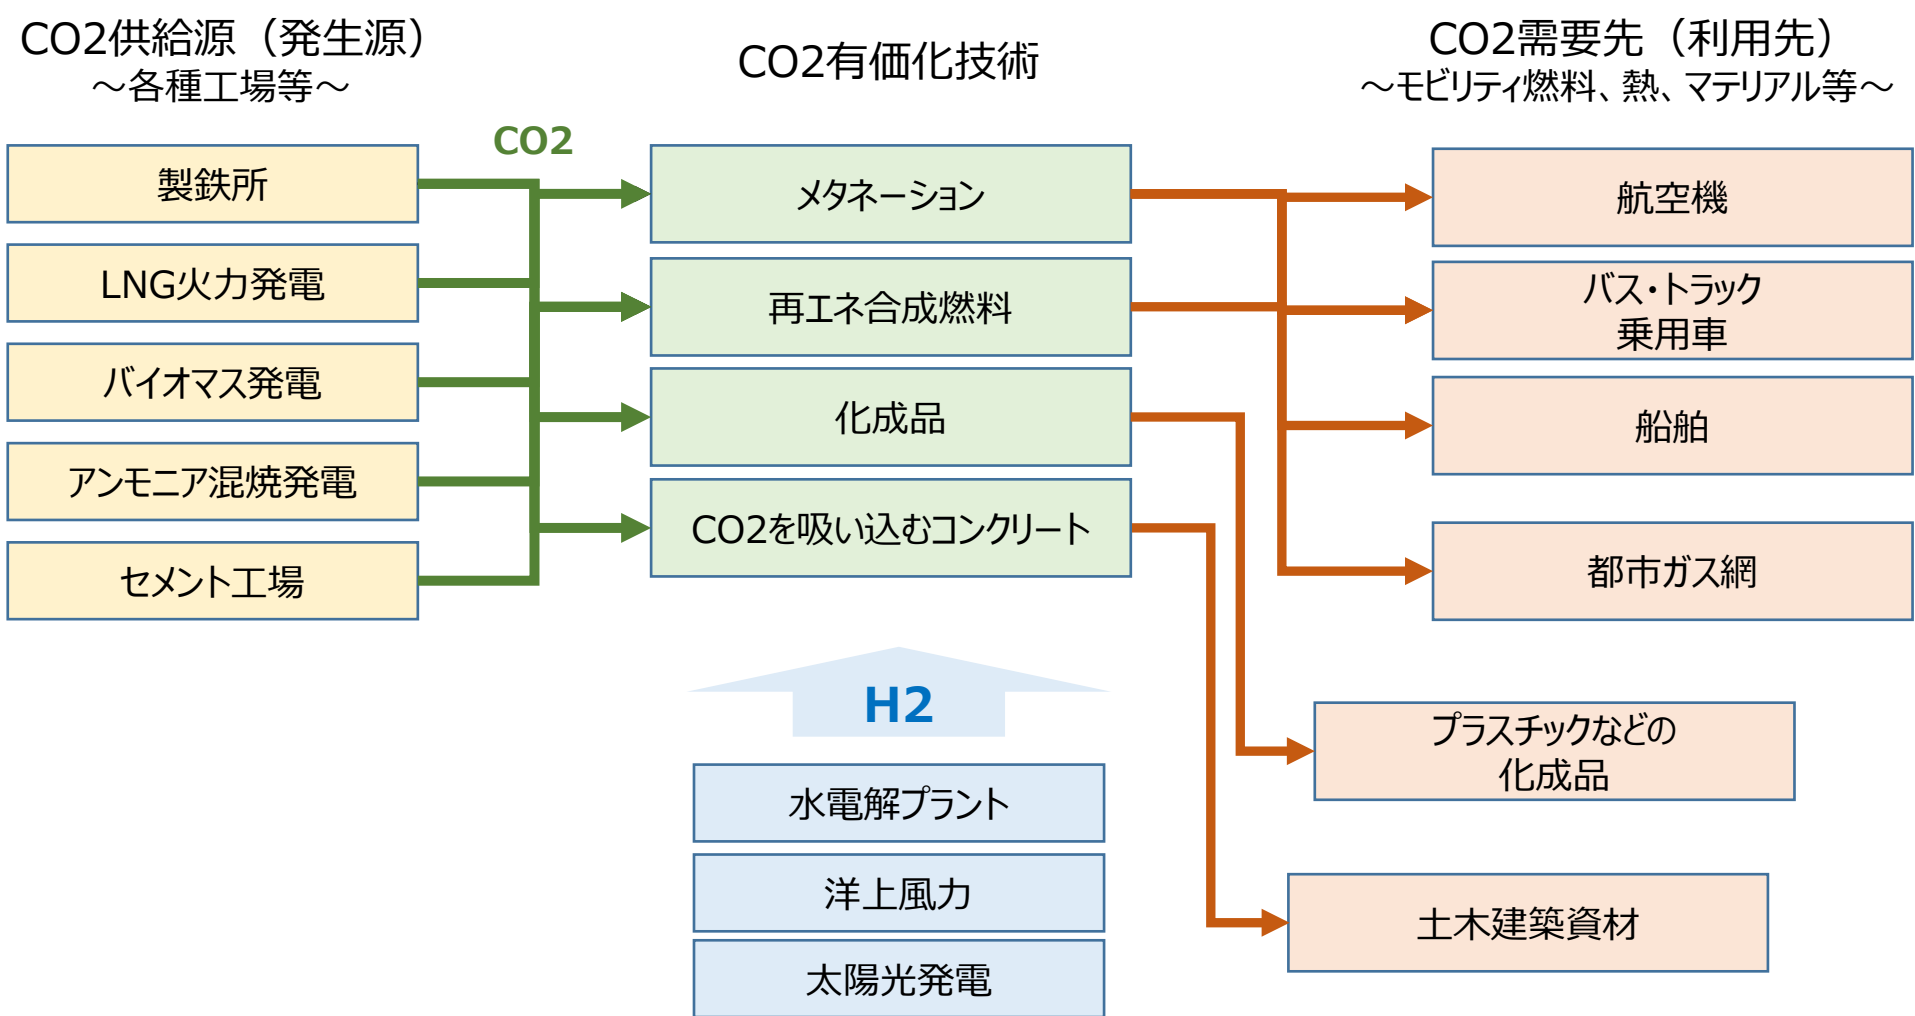 CO2供給源（発生源）
～各種工場等～
CO2有価化技術
CO2需要先（利用先）
～モビリティ燃料、熱、マテリアル等～
CO2
製鉄所
LNG火力発電
バイオマス発電
アンモニア混焼発電
セメント工場
メタネーション
再エネ合成燃料
化成品
CO2を吸い込むコンクリート
H2
水電解プラント
洋上風力
太陽光発電
航空機
バス・トラック
乗用車
船舶
都市ガス網
プラスチックなどの
化成品
土木建築資材